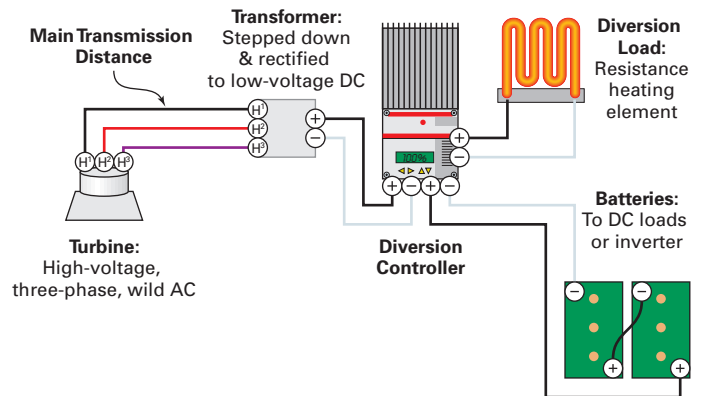 Main Transmission
Distance
Transformer:
Stepped down
& rectified
to low-voltage DC
Diversion
Load:
Resistance
heating
element
H¹
H²
H³
+
−
H¹ H² H³
+
−
100%
+ − + −
Turbine:
High-voltage,
three-phase, wild AC
Diversion
Controller
Batteries:
To DC loads
or inverter
−
−
+
+